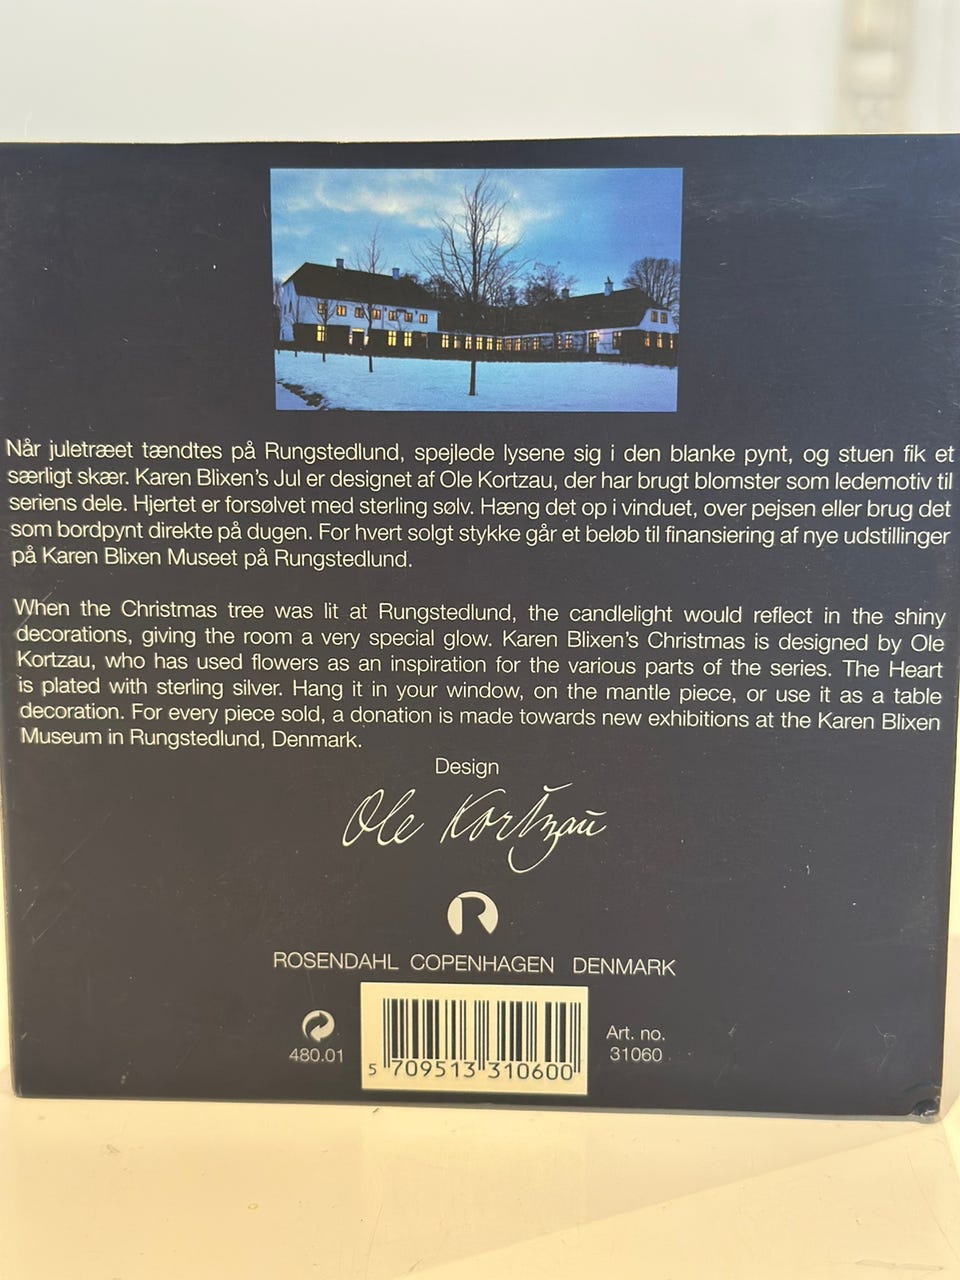 Når juletræet tændtes på Rungstedlund, spejlede lysene sig i den blanke pynt, og stuen fik et
særligt skær. Karen Blixen's Jul er designet af Ole Kortzau, der har brugt blomster som ledemotiv til
seriens dele. Hjertet er forsølvet med sterling sølv. Hæng det op i vinduet, over pejsen eller brug det
som bordpynt direkte på dugen. For hvert solgt stykke går et beløb til finansiering af nye udstillinger
på Karen Blixen Museet på Rungstedlund.
When the Christmas tree was lit at Rungstedlund, the candlelight would reflect in the shiny
decorations, giving the room a very special glow. Karen Blixen's Christmas is designed by Ole
Kortzau, who has used flowers as an inspiration for the various parts of the series. The Heart
is plated with sterling silver. Hang it in your window, on the mantle piece, or use it as a table
decoration. For every piece sold, a donation is made towards new exhibitions at the Karen Blixen
Museum in Rungstedlund, Denmark.
Design
Ole Kortzau
R
ROSENDAHL COPENHAGEN DENMARK
480.01
5 709513 310600
Art. no.
31060